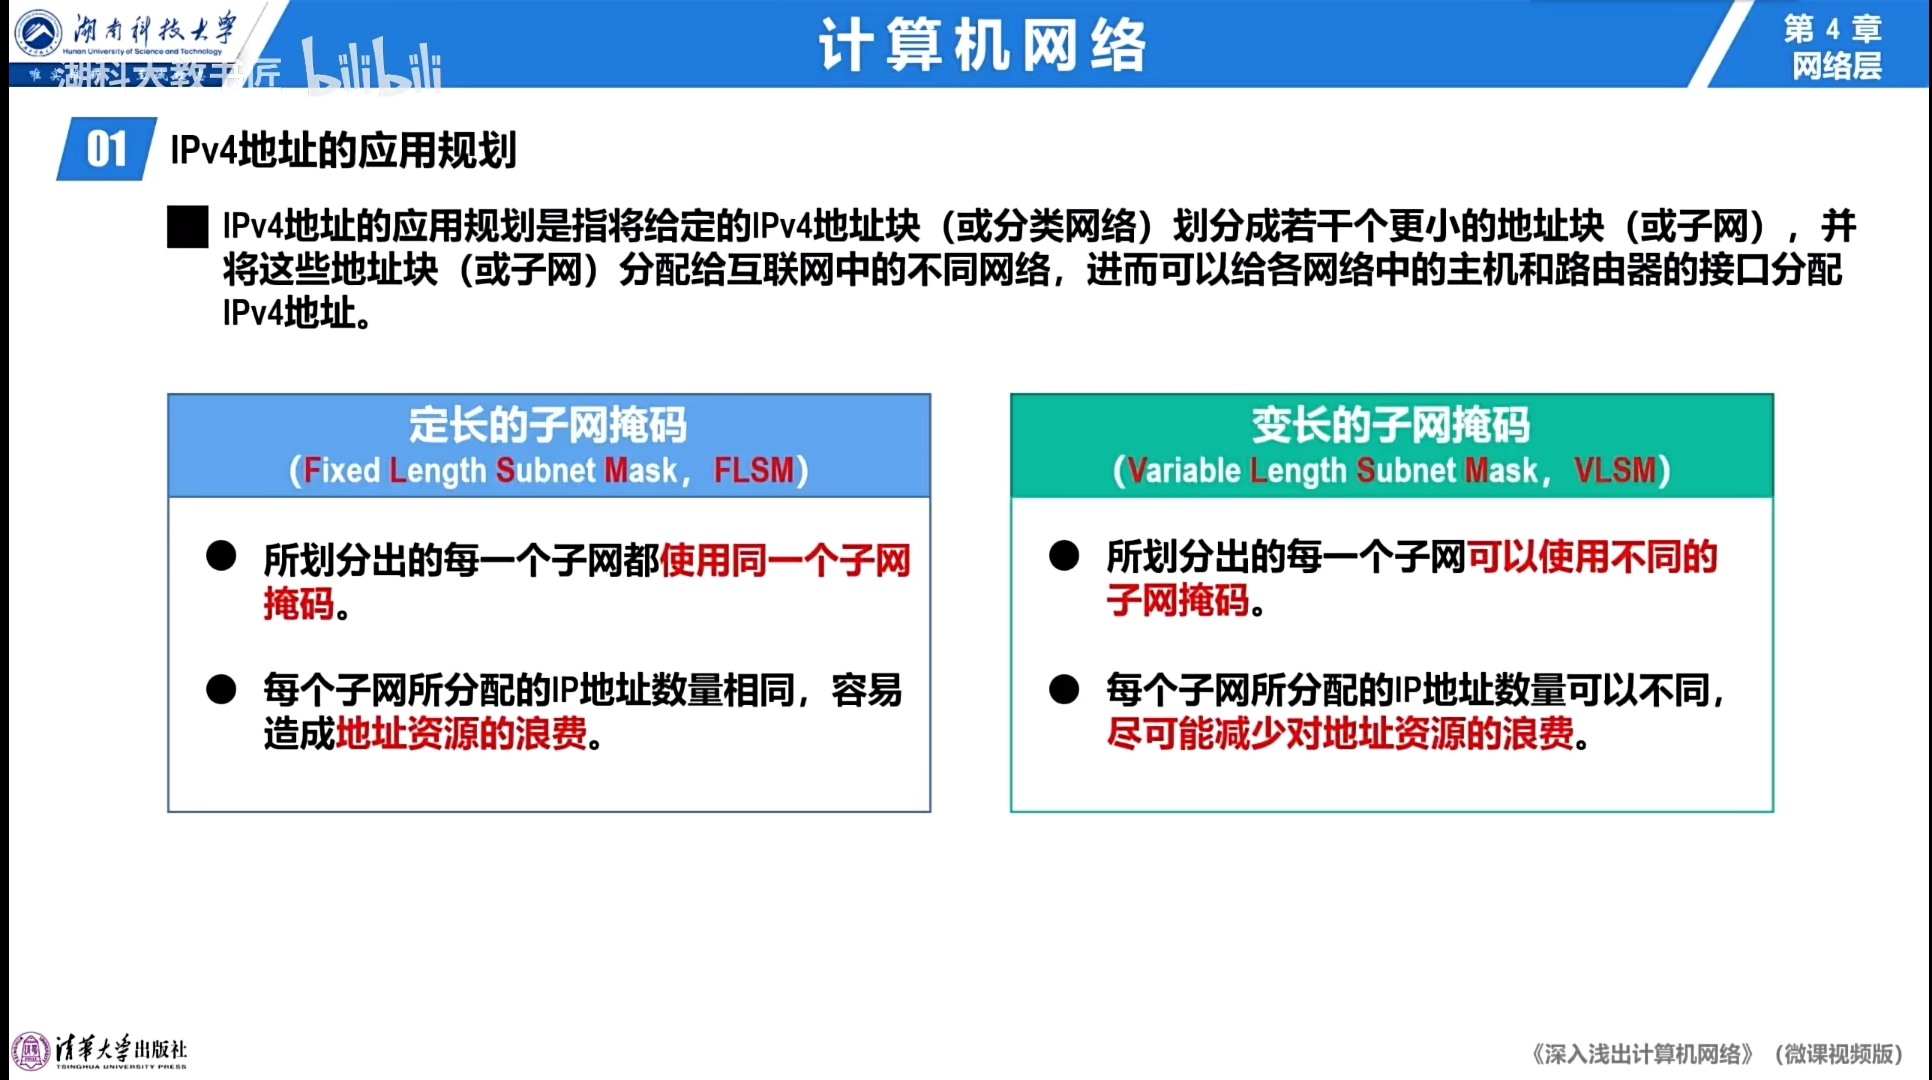 湖南科技大学
Hunan University of Science and Technology
湖科大教书匠 bilibili
计算机网络
第 4 章
网络层
01 IPv4地址的应用规划
IPv4地址的应用规划是指将给定的IPv4地址块（或分类网络）划分成若干个更小的地址块（或子网），并
将这些地址块（或子网）分配给互联网中的不同网络，进而可以给各网络中的主机和路由器的接口分配
IPv4地址。
定长的子网掩码
（Fixed Length Subnet Mask，FLSM）
所划分出的每一个子网都使用同一个子网
掩码。
每个子网所分配的IP地址数量相同，容易
造成地址资源的浪费。
变长的子网掩码
（Variable Length Subnet Mask，VLSM）
所划分出的每一个子网可以使用不同的
子网掩码。
每个子网所分配的IP地址数量可以不同，
尽可能减少对地址资源的浪费。
清华大学出版社
TSINGHUA UNIVERSITY PRESS
《深入浅出计算机网络》（微课视频版）